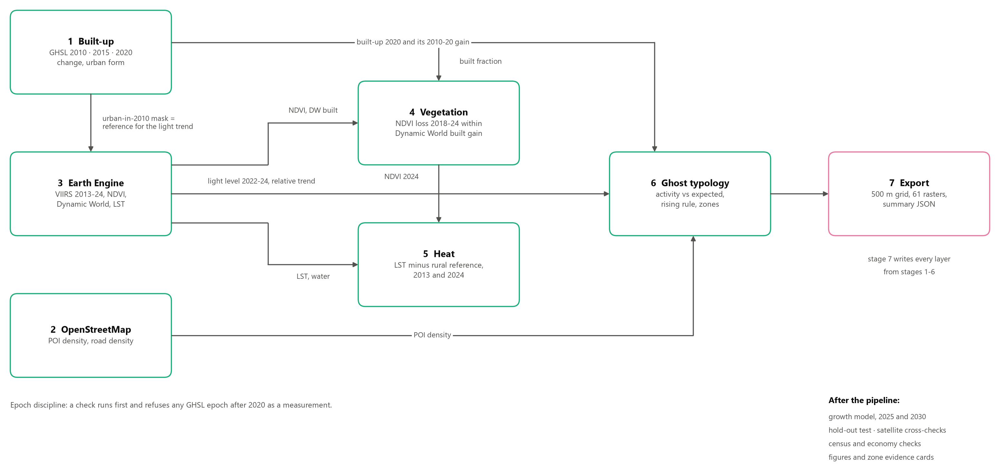 1 Built-up
GHSL 2010 · 2015 · 2020
change, urban form
built-up 2020 and its 2010-20 gain
built fraction
urban-in-2010 mask =
reference for the light trend
NDVI, DW built
4 Vegetation
NDVI loss 2018-24 within
Dynamic World built gain
3 Earth Engine
VIIRS 2013-24, NDVI,
Dynamic World, LST
light level 2022-24, relative trend
NDVI 2024
6 Ghost typology
activity vs expected,
rising rule, zones
7 Export
500 m grid, 61 rasters,
summary JSON
5 Heat
LST minus rural reference,
2013 and 2024
LST, water
stage 7 writes every layer
from stages 1-6
2 OpenStreetMap
POI density, road density
POI density
Epoch discipline: a check runs first and refuses any GHSL epoch after 2020 as a measurement.
After the pipeline:
growth model, 2025 and 2030
hold-out test · satellite cross-checks
census and economy checks
figures and zone evidence cards